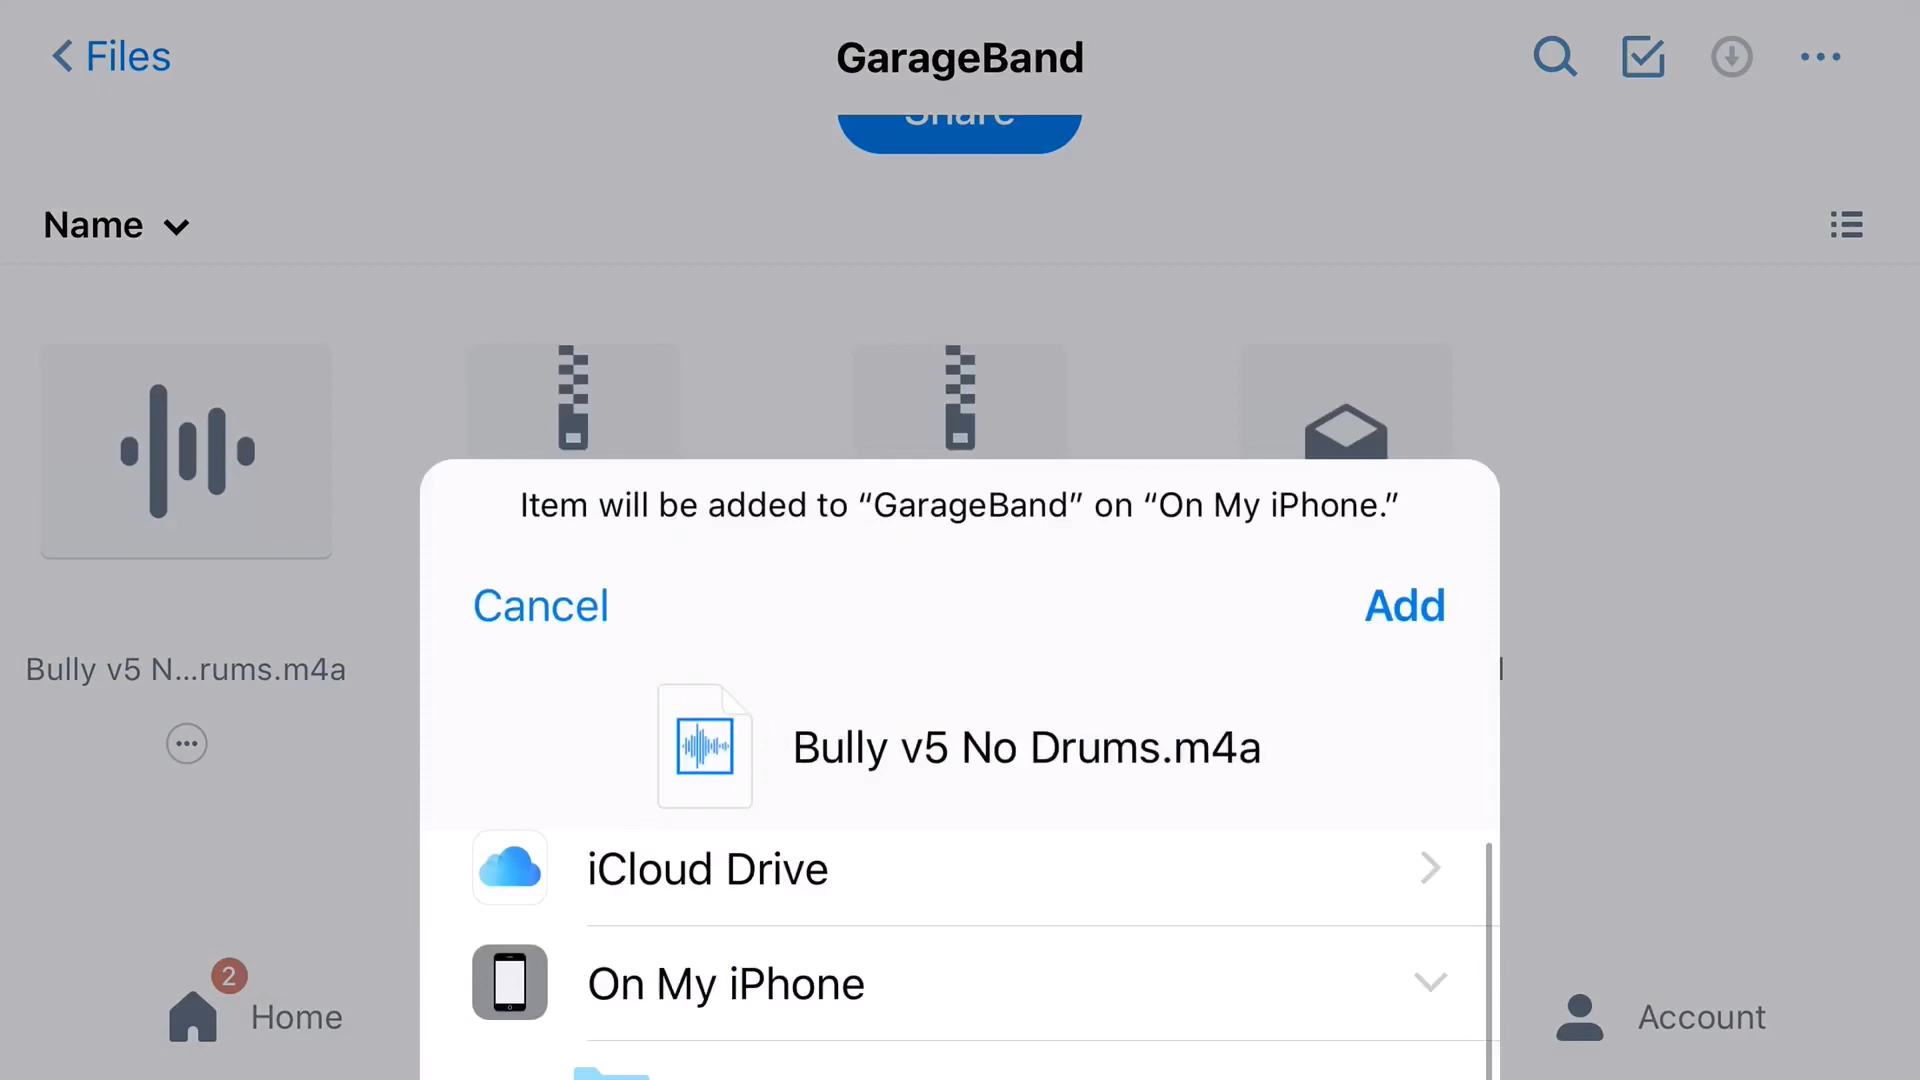 Files
GarageBand
Share
Name
Item will be added to “GarageBand” on “On My iPhone.”
Cancel
Add
Bully v5 N...rums.m4a
Bully v5 No Drums.m4a
iCloud Drive
On My iPhone
2
Home
Account